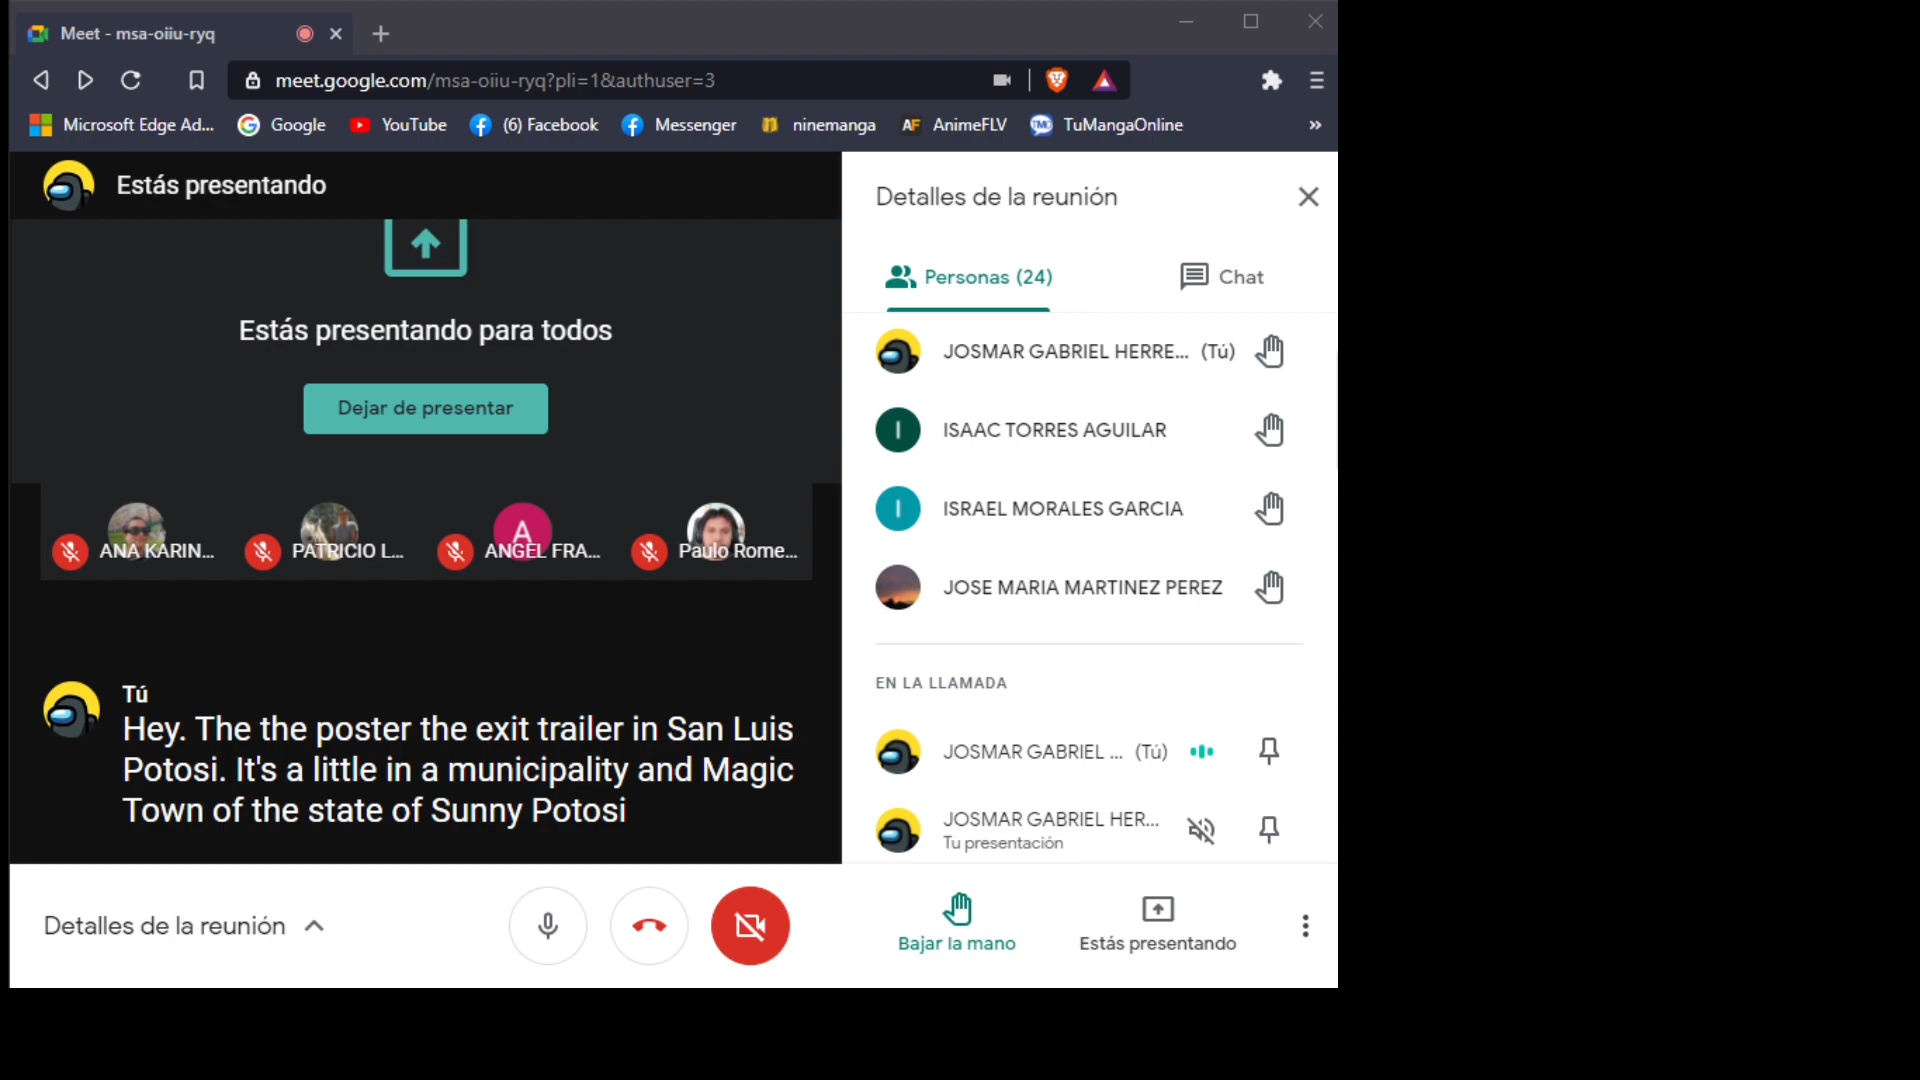 Meet - msa-oiiu-ryq
meet.google.com/msa-oiiu-ryq?pli=1&authuser=3
Microsoft Edge Ad...
Google
YouTube
(6) Facebook
Messenger
ninemanga
AF AnimeFLV
TMO TuMangaOnline
»
Estás presentando
Estás presentando para todos
Dejar de presentar
ANA KARIN...
PATRICIO L...
A
ANGEL FRA...
Paulo Rome...
Tú
Hey. The the poster the exit trailer in San Luis
Potosi. It's a little in a municipality and Magic
Town of the state of Sunny Potosi
Detalles de la reunión
Personas (24)
Chat
JOSMAR GABRIEL HERRE... (Tú)
I ISAAC TORRES AGUILAR
I ISRAEL MORALES GARCIA
JOSE MARIA MARTINEZ PEREZ
EN LA LLAMADA
JOSMAR GABRIEL ... (Tú)
JOSMAR GABRIEL HER...
Tu presentación
Detalles de la reunión
Bajar la mano
Estás presentando